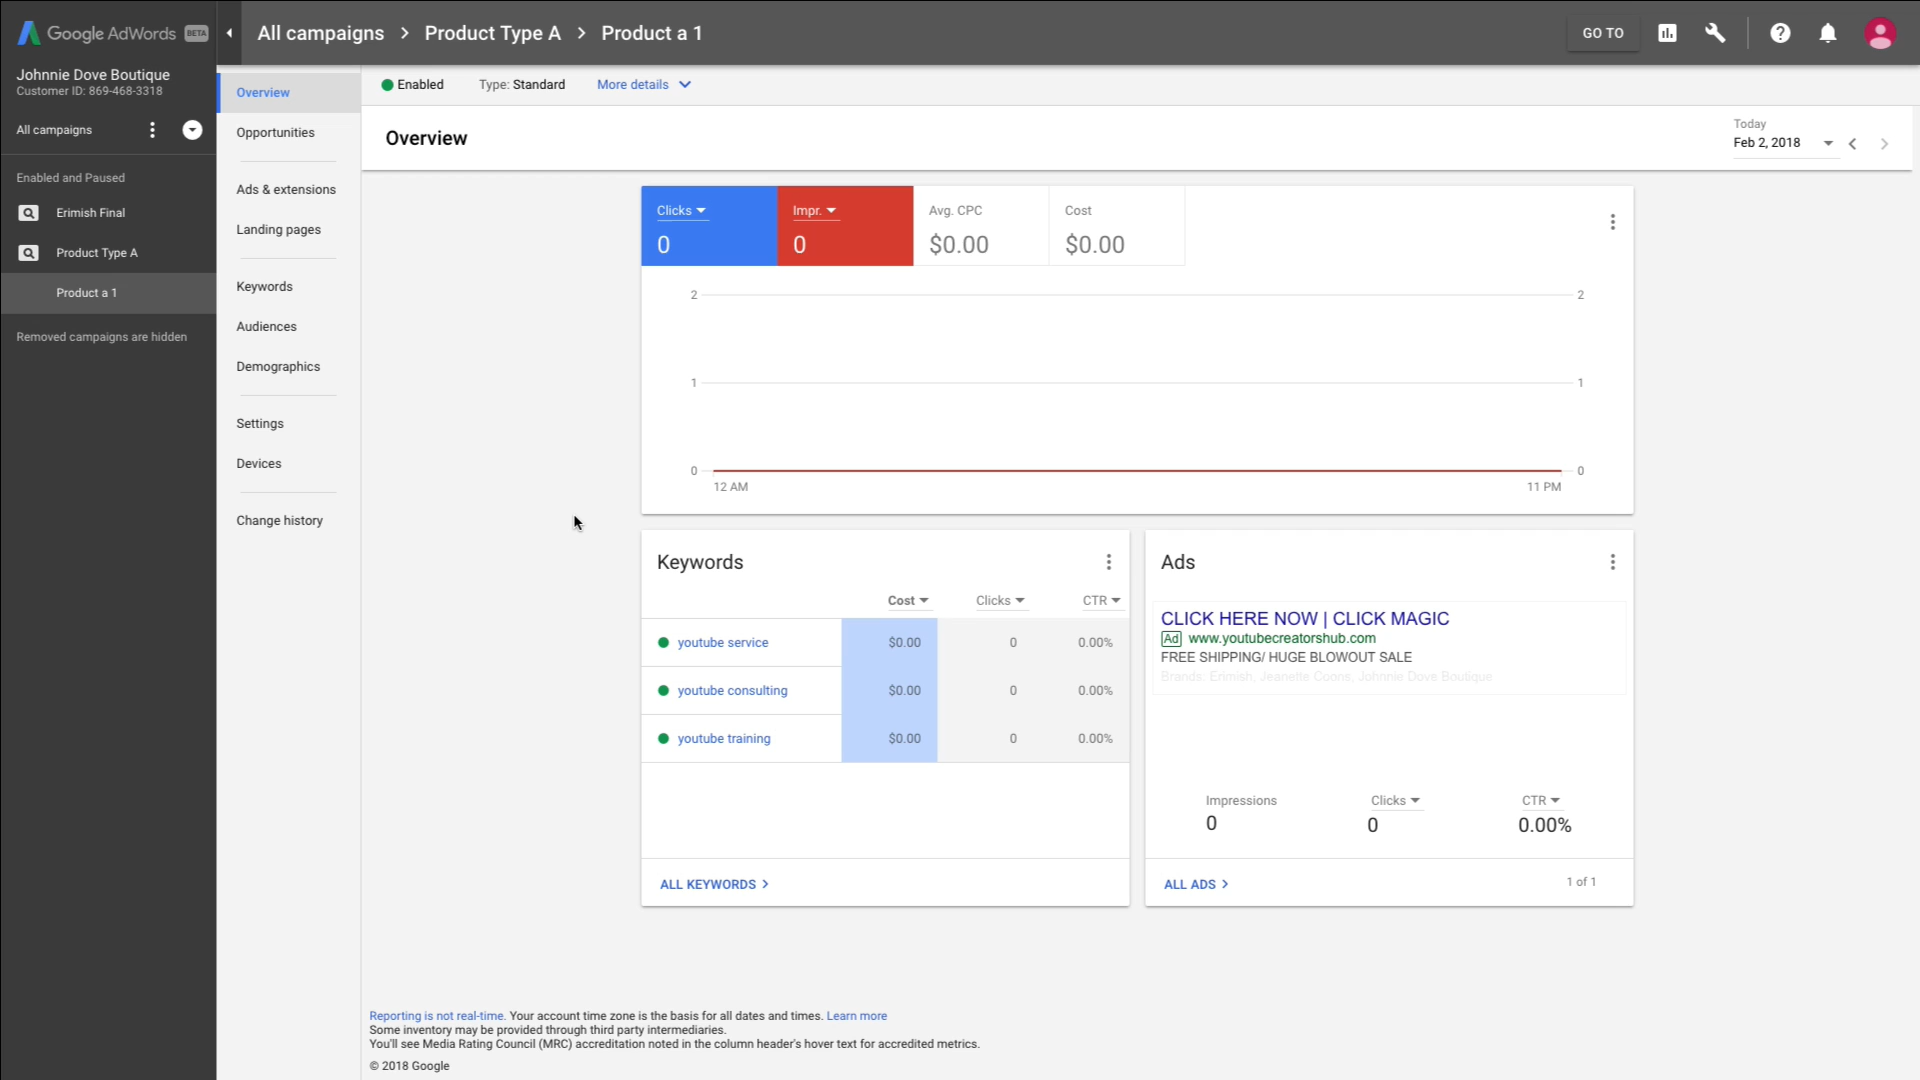 Google AdWords BETA
All campaigns > Product Type A > Product a 1
GO TO
Johnnie Dove Boutique
Customer ID: 869-468-3318
All campaigns
Enabled and Paused
Erimish Final
Product Type A
Product a 1
Removed campaigns are hidden
Overview
Opportunities
Ads & extensions
Landing pages
Keywords
Audiences
Demographics
Settings
Devices
Change history
Enabled
Type: Standard
More details
Overview
Today
Feb 2, 2018
Clicks
0
Impr.
0
Avg. CPC
$0.00
Cost
$0.00
2 2
1 1
0 0
12 AM 11 PM
Keywords
Cost Clicks CTR
youtube service $0.00 0 0.00%
youtube consulting $0.00 0 0.00%
youtube training $0.00 0 0.00%
ALL KEYWORDS >
Ads
CLICK HERE NOW | CLICK MAGIC
Ad www.youtubecreatorshub.com
FREE SHIPPING/ HUGE BLOWOUT SALE
Brands: Erimish, Jeanette Coons, Johnnie Dove Boutique
Impressions Clicks CTR
0 0 0.00%
ALL ADS >
1 of 1
Reporting is not real-time. Your account time zone is the basis for all dates and times. Learn more
Some inventory may be provided through third party intermediaries.
You'll see Media Rating Council (MRC) accreditation noted in the column header's hover text for accredited metrics.
© 2018 Google